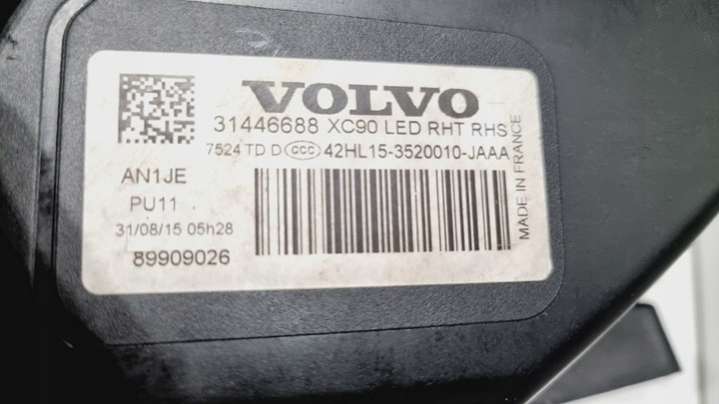 VOLVO
31446688 XC90 LED RHT RHS
7524 TD D CCC 42HL15-3520010-JAAA
AN1JE
PU11
31/08/15 05h28
89909026
MADE IN FRANCE